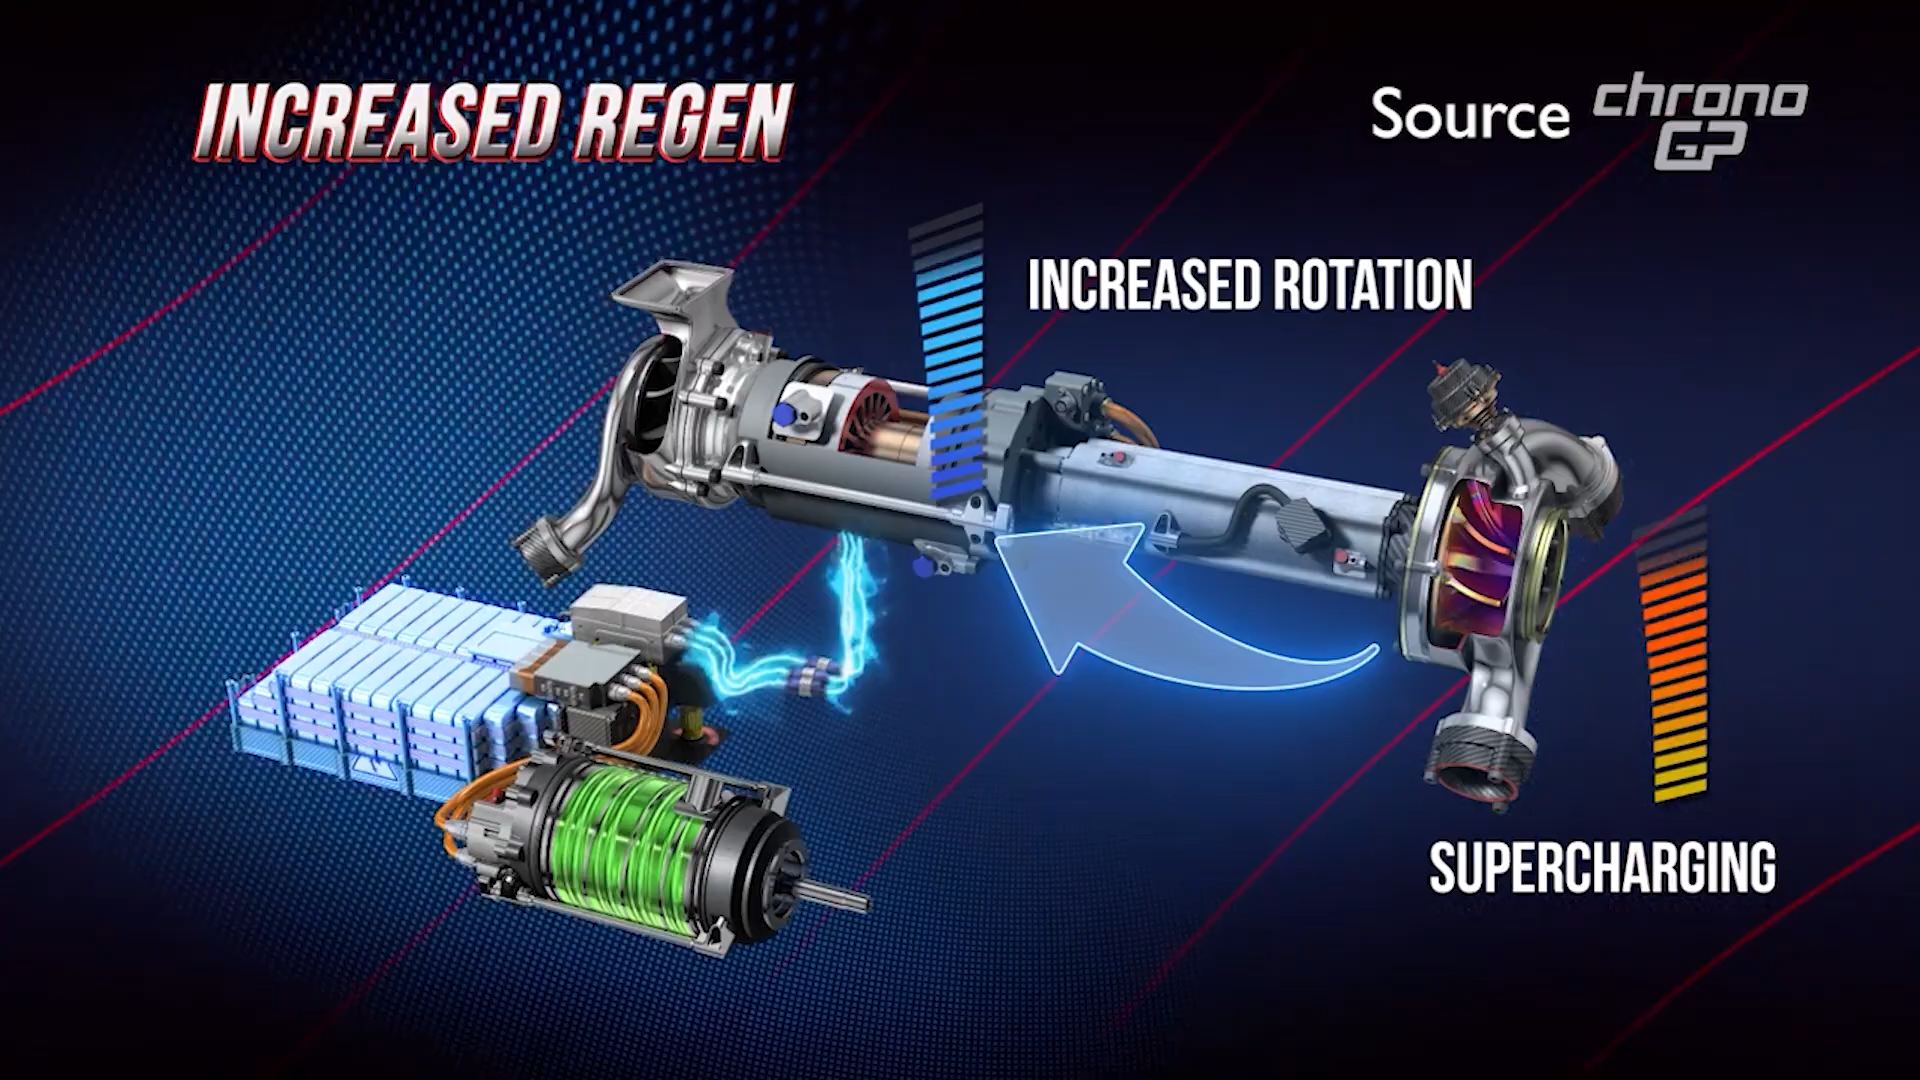 INCREASED REGEN
Source chrono GP
INCREASED ROTATION
SUPERCHARGING